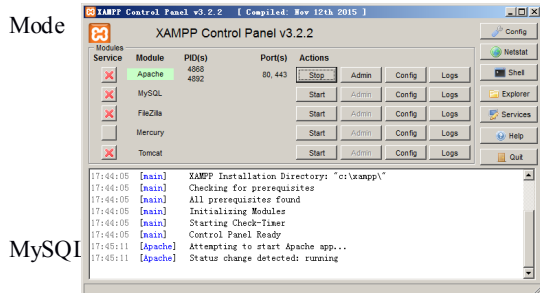 XAMPP Control Panel v3.2.2 [ Compiled: Nov 12th 2015 ]
Mode
XAMPP Control Panel v3.2.2
Config
Netstat
Shell
Explorer
Services
Help
Quit
Modules
Service Module PID(s) Port(s) Actions
Apache 4868 4892 80, 443 Stop Admin Config Logs
MySQL Start Admin Config Logs
FileZilla Start Admin Config Logs
Mercury Start Admin Config Logs
Tomcat Start Admin Config Logs
17:44:05 [main] XAMPP Installation Directory: "c:\xampp\"
17:44:05 [main] Checking for prerequisites
17:44:05 [main] All prerequisites found
17:44:05 [main] Initializing Modules
17:44:05 [main] Starting Check-Timer
17:44:05 [main] Control Panel Ready
17:45:11 [Apache] Attempting to start Apache app...
17:45:11 [Apache] Status change detected: running
MySQL